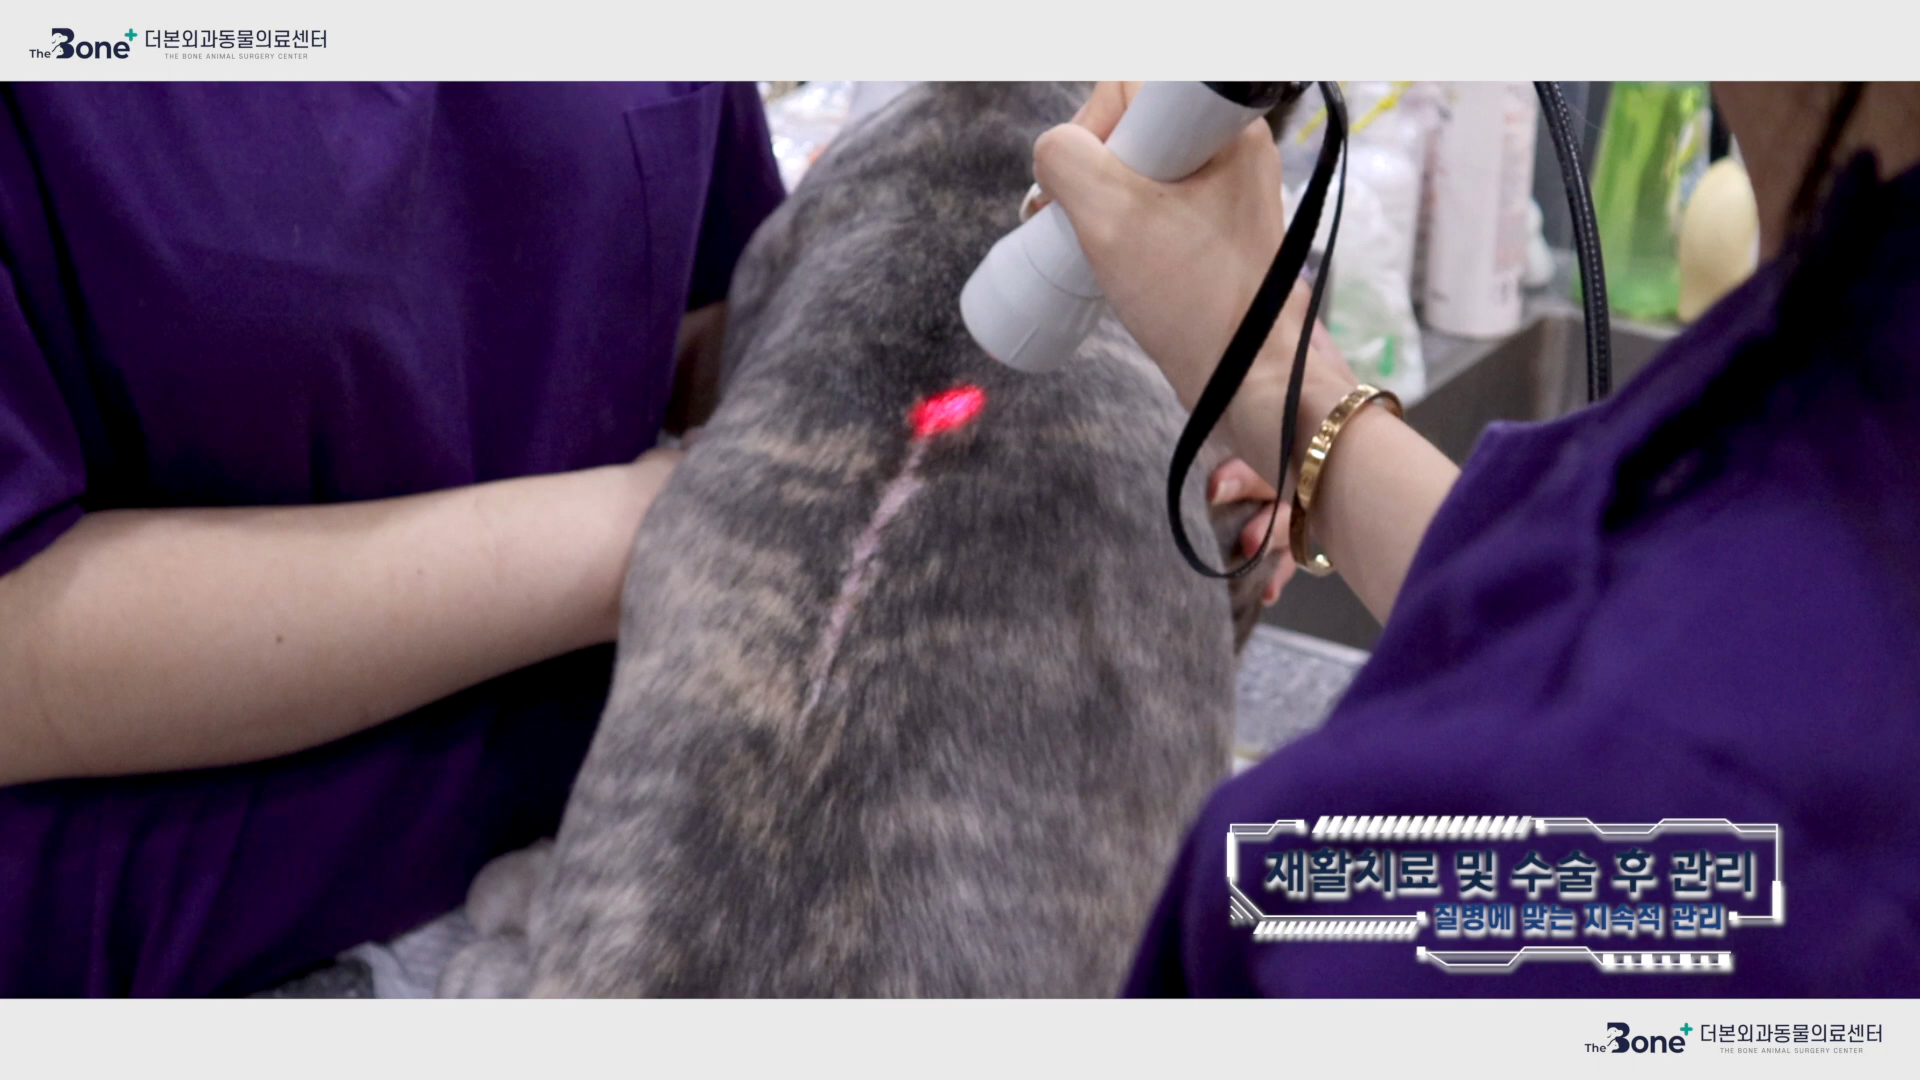 The Bone+ 더본외과동물의료센터
THE BONE ANIMAL SURGERY CENTER
재활치료 및 수술 후 관리
질병에 맞는 지속적 관리
The Bone+ 더본외과동물의료센터
THE BONE ANIMAL SURGERY CENTER